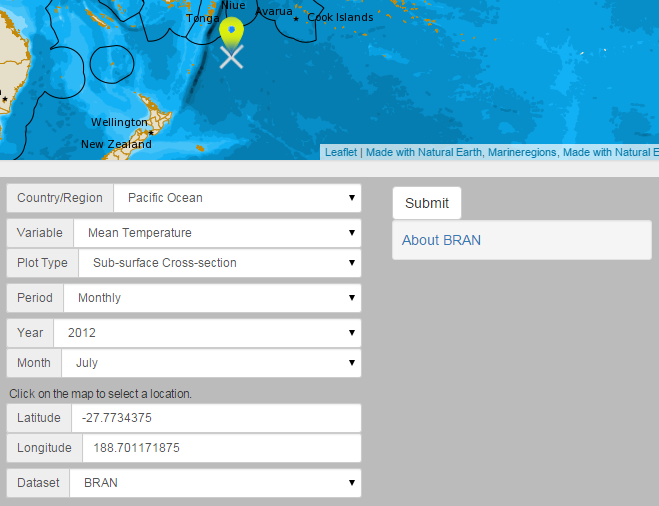 Niue
Tonga
Avarua
Cook Islands
Wellington
New Zealand
Leaflet | Made with Natural Earth, Marineregions, Made with Natural E
Country/Region Pacific Ocean
Submit
Variable Mean Temperature
About BRAN
Plot Type Sub-surface Cross-section
Period Monthly
Year 2012
Month July
Click on the map to select a location.
Latitude -27.7734375
Longitude 188.701171875
Dataset BRAN